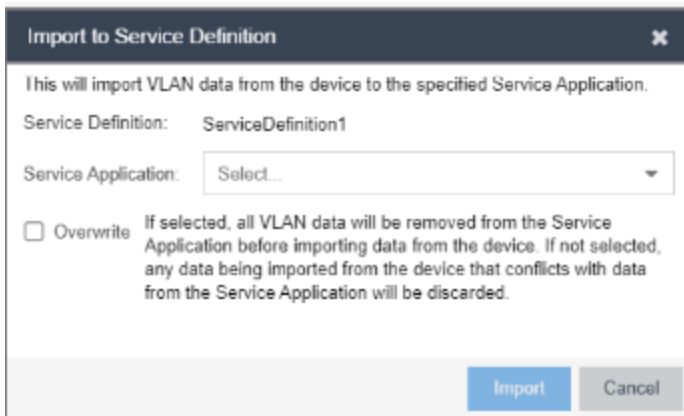 Import to Service Definition
This will import VLAN data from the device to the specified Service Application.
Service Definition: ServiceDefinition1
Service Application: Select...
Overwrite If selected, all VLAN data will be removed from the Service
Application before importing data from the device. If not selected,
any data being imported from the device that conflicts with data
from the Service Application will be discarded.
Import Cancel